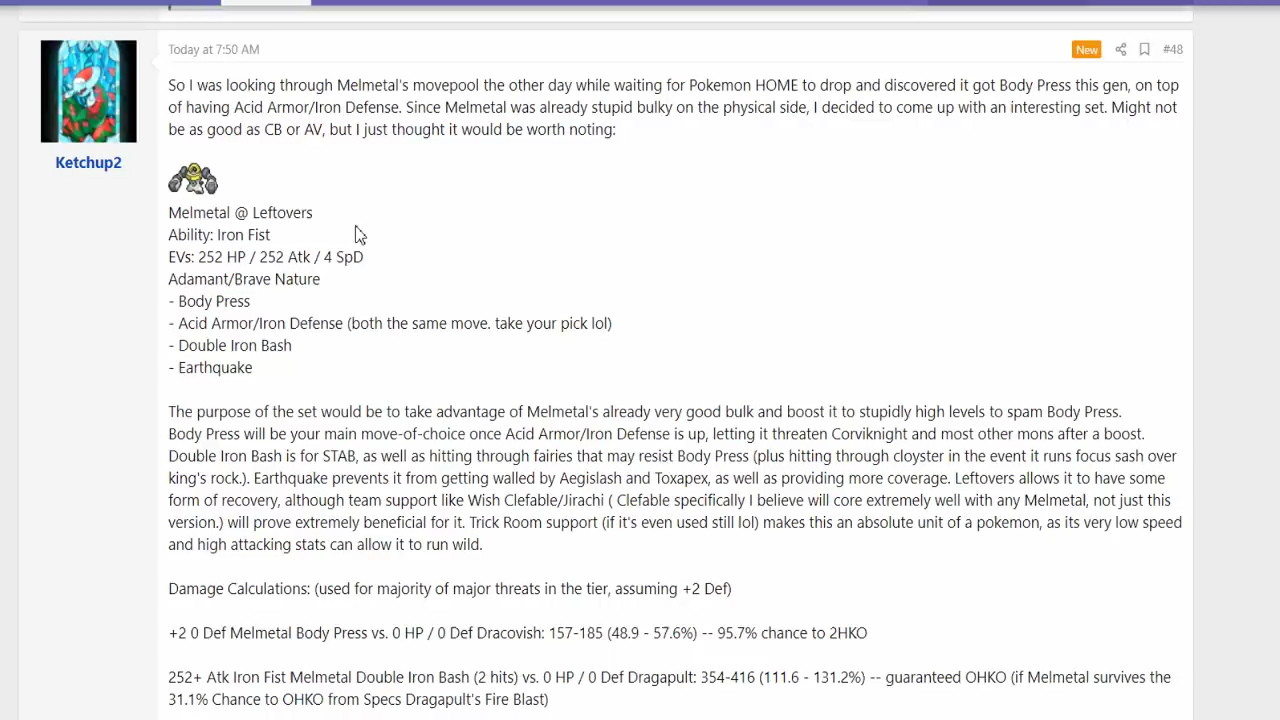 Today at 7:50 AM
New
#48
So I was looking through Melmetal's movepool the other day while waiting for Pokemon HOME to drop and discovered it got Body Press this gen, on top
of having Acid Armor/Iron Defense. Since Melmetal was already stupid bulky on the physical side, I decided to come up with an interesting set. Might not
be as good as CB or AV, but I just thought it would be worth noting:
Ketchup2
Melmetal @ Leftovers
Ability: Iron Fist
EVs: 252 HP / 252 Atk / 4 SpD
Adamant/Brave Nature
- Body Press
- Acid Armor/Iron Defense (both the same move. take your pick lol)
- Double Iron Bash
- Earthquake
The purpose of the set would be to take advantage of Melmetal's already very good bulk and boost it to stupidly high levels to spam Body Press.
Body Press will be your main move-of-choice once Acid Armor/Iron Defense is up, letting it threaten Corviknight and most other mons after a boost.
Double Iron Bash is for STAB, as well as hitting through fairies that may resist Body Press (plus hitting through cloyster in the event it runs focus sash over
king's rock.). Earthquake prevents it from getting walled by Aegislash and Toxapex, as well as providing more coverage. Leftovers allows it to have some
form of recovery, although team support like Wish Clefable/Jirachi ( Clefable specifically I believe will core extremely well with any Melmetal, not just this
version.) will prove extremely beneficial for it. Trick Room support (if it's even used still lol) makes this an absolute unit of a pokemon, as its very low speed
and high attacking stats can allow it to run wild.
Damage Calculations: (used for majority of major threats in the tier, assuming +2 Def)
+2 0 Def Melmetal Body Press vs. 0 HP / 0 Def Dracovish: 157-185 (48.9 - 57.6%) -- 95.7% chance to 2HKO
252+ Atk Iron Fist Melmetal Double Iron Bash (2 hits) vs. 0 HP / 0 Def Dragapult: 354-416 (111.6 - 131.2%) -- guaranteed OHKO (if Melmetal survives the
31.1% Chance to OHKO from Specs Dragapult's Fire Blast)